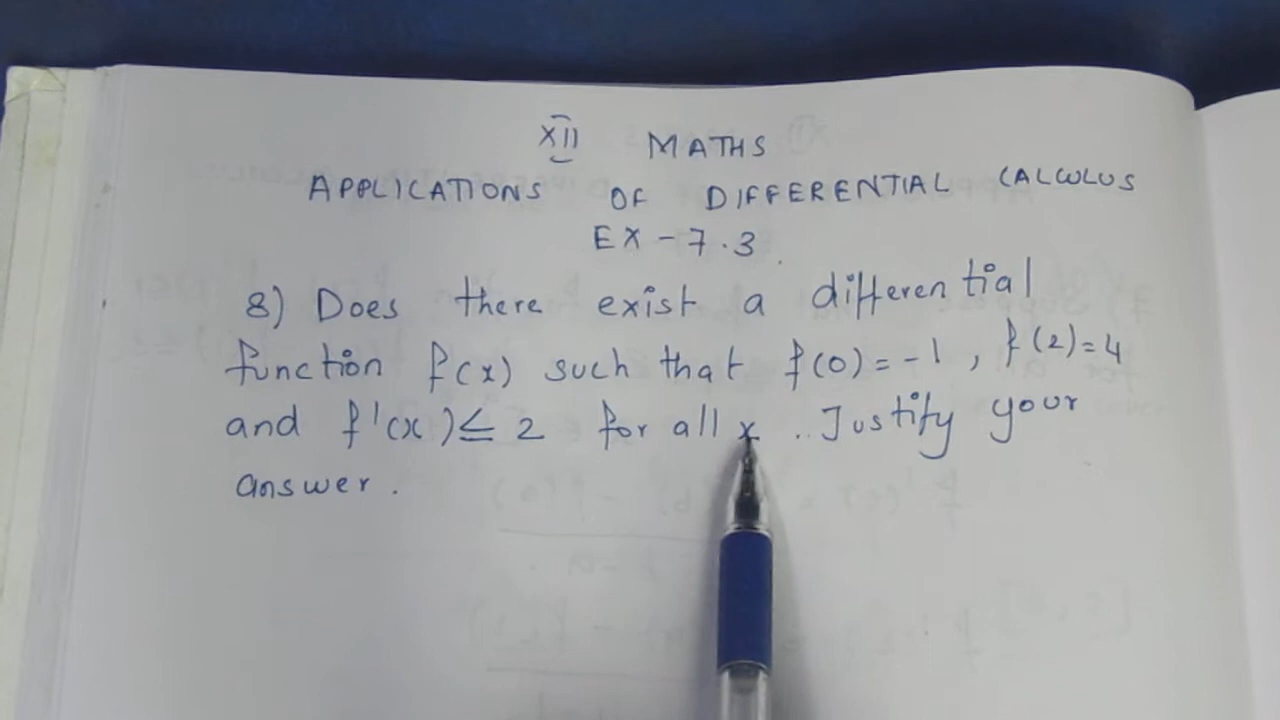 XII MATHS
APPLICATIONS OF DIFFERENTIAL CALCULUS
EX - 7.3
8) Does there exist a differential
function f(x) such that f(0) = -1, f(2) = 4
and f'(x) ≤ 2 for all x. Justify your
answer.